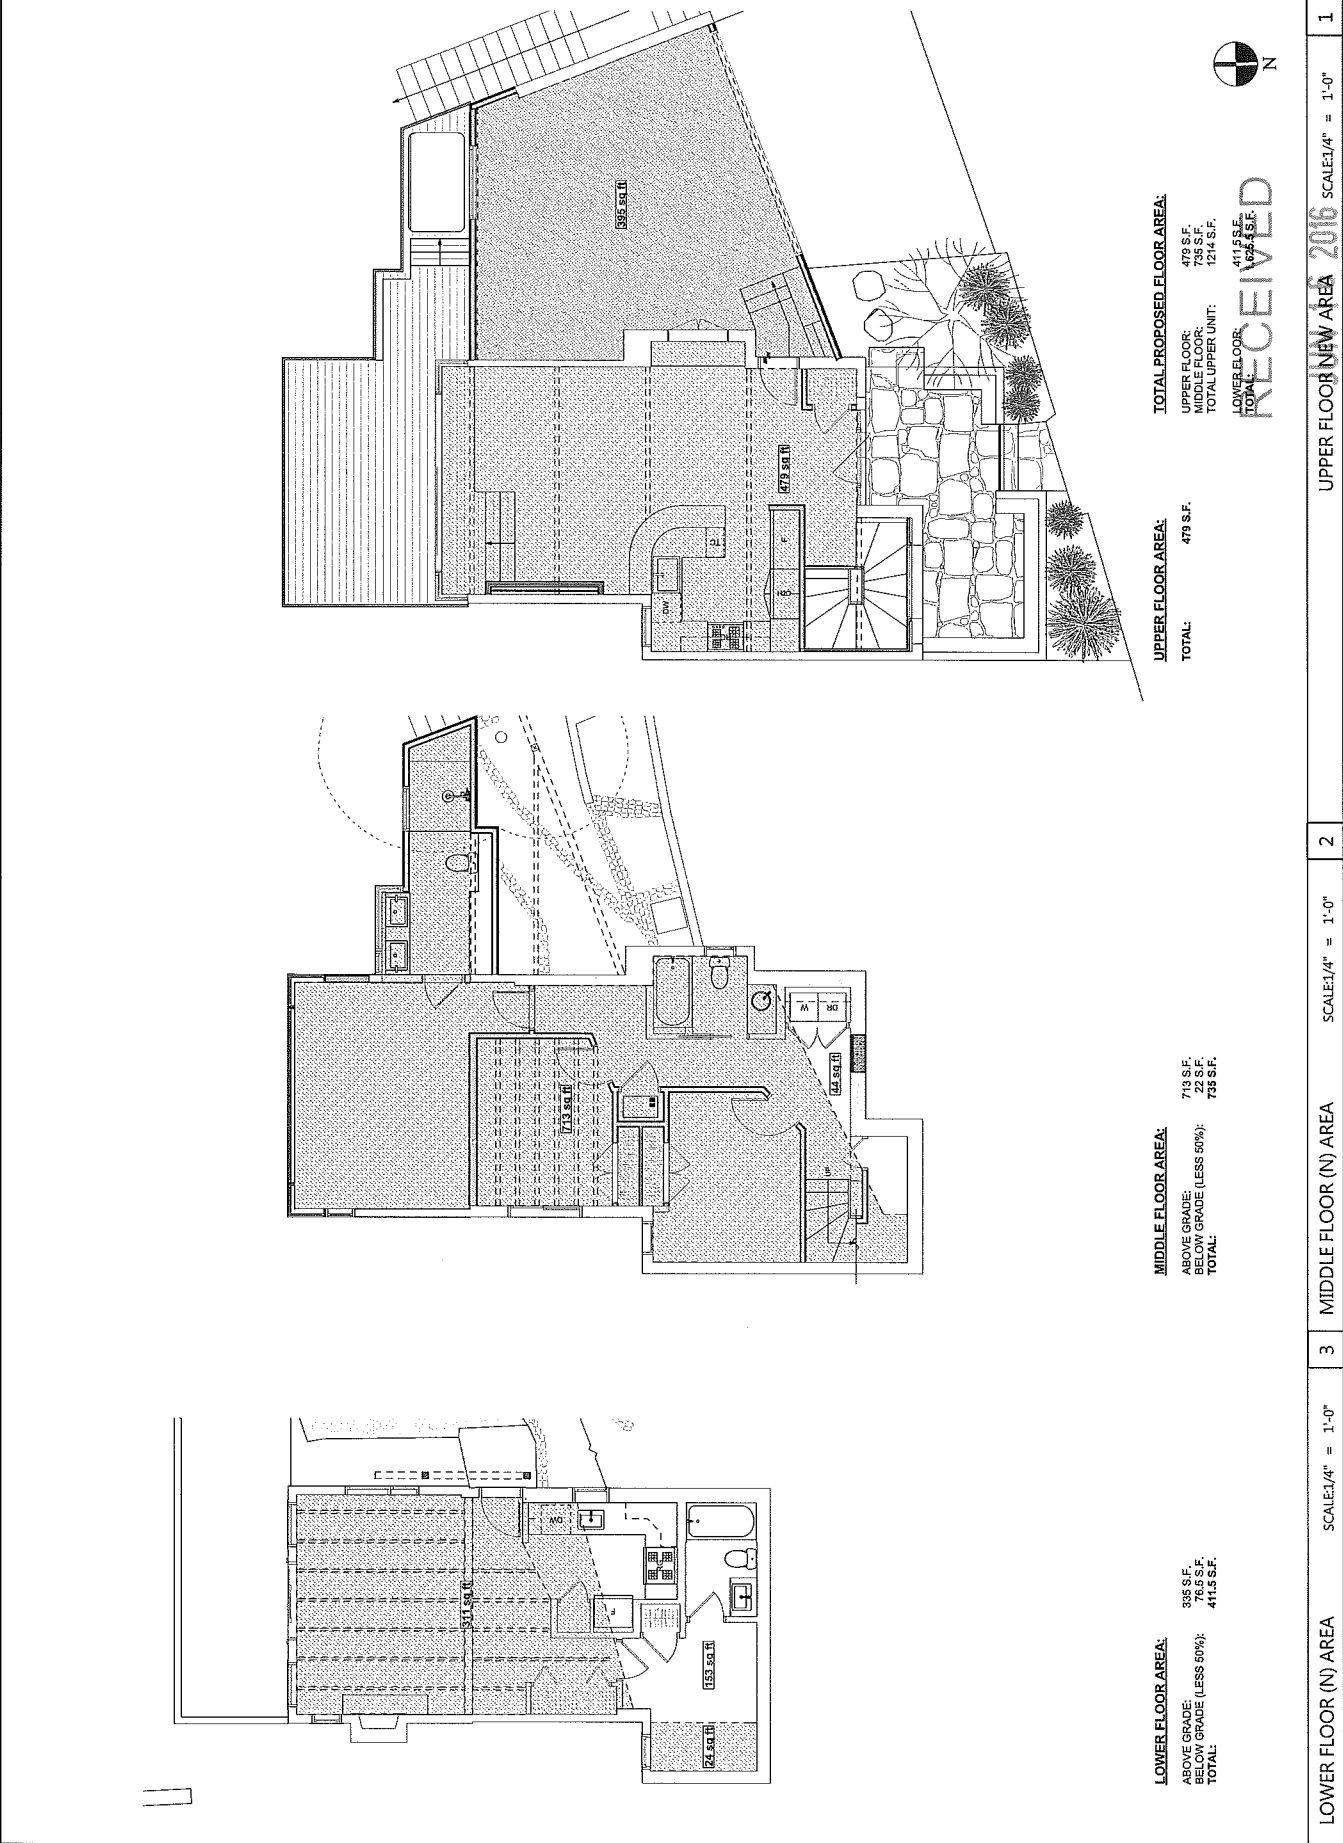 395 sq ft
479 sq ft
DW
F
713 sq ft
44 sq ft
UP
W
DR
311 sq ft
DW
F
153 sq ft
24 sq ft
LOWER FLOOR AREA:
ABOVE GRADE: 335 S.F.
BELOW GRADE (LESS 50%): 76.5 S.F.
TOTAL: 411.5 S.F.
MIDDLE FLOOR AREA:
ABOVE GRADE: 713 S.F.
BELOW GRADE (LESS 50%): 22 S.F.
TOTAL: 735 S.F.
UPPER FLOOR AREA:
TOTAL: 479 S.F.
TOTAL PROPOSED FLOOR AREA:
UPPER FLOOR: 479 S.F.
MIDDLE FLOOR: 735 S.F.
TOTAL UPPER UNIT: 1214 S.F.
LOWER FLOOR: 411.5 S.F.
TOTAL: 1,625.5 S.F.
N
RECEIVED
2016
LOWER FLOOR (N) AREA SCALE:1/4" = 1'-0" 3
MIDDLE FLOOR (N) AREA SCALE:1/4" = 1'-0" 2
UPPER FLOOR NEW AREA SCALE:1/4" = 1'-0" 1